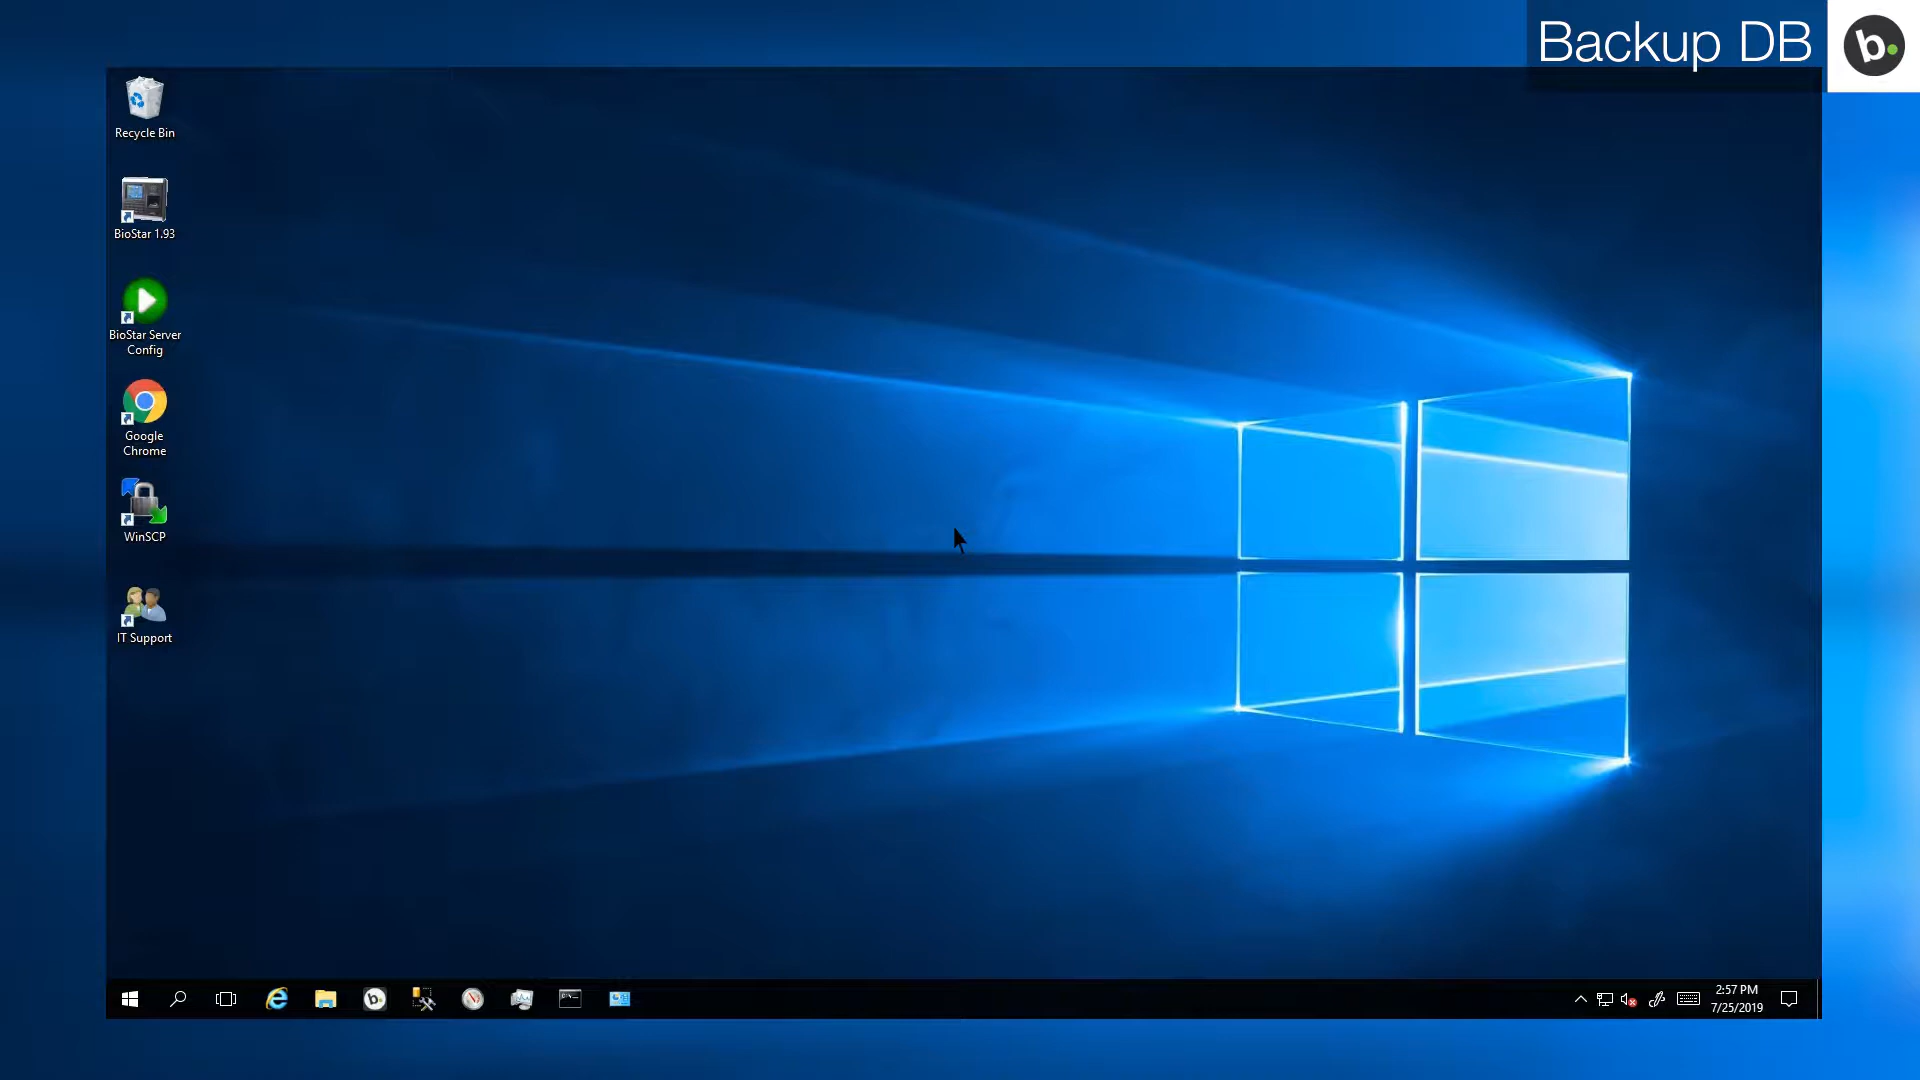 Backup DB
b.
Recycle Bin
BioStar 1.93
BioStar Server
Config
Google
Chrome
WinSCP
IT Support
b.
2:57 PM
7/25/2019